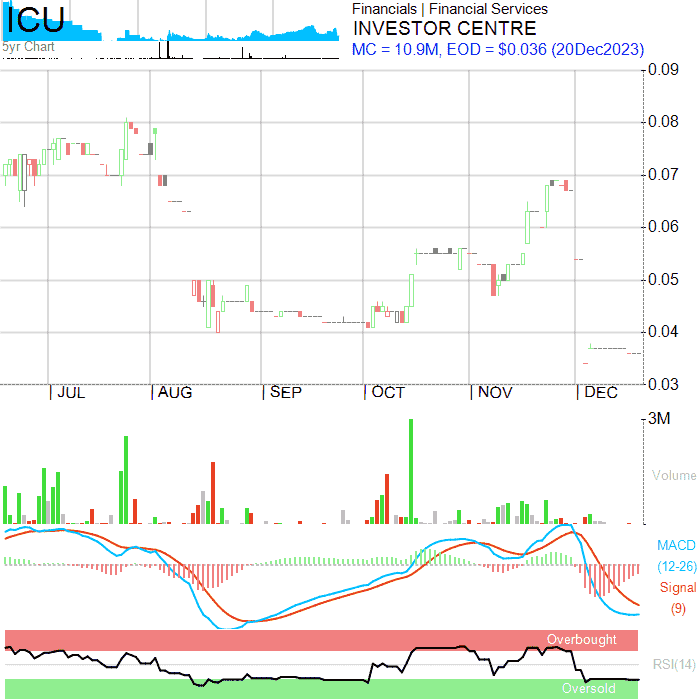 ICU
5yr Chart
Financials | Financial Services
INVESTOR CENTRE
MC = 10.9M, EOD = $0.036 (20Dec2023)
0.09
0.08
0.07
0.06
0.05
0.04
0.03
JUL AUG SEP OCT NOV DEC
3M
Volume
MACD
(12-26)
Signal
(9)
Overbought
RSI(14)
Oversold